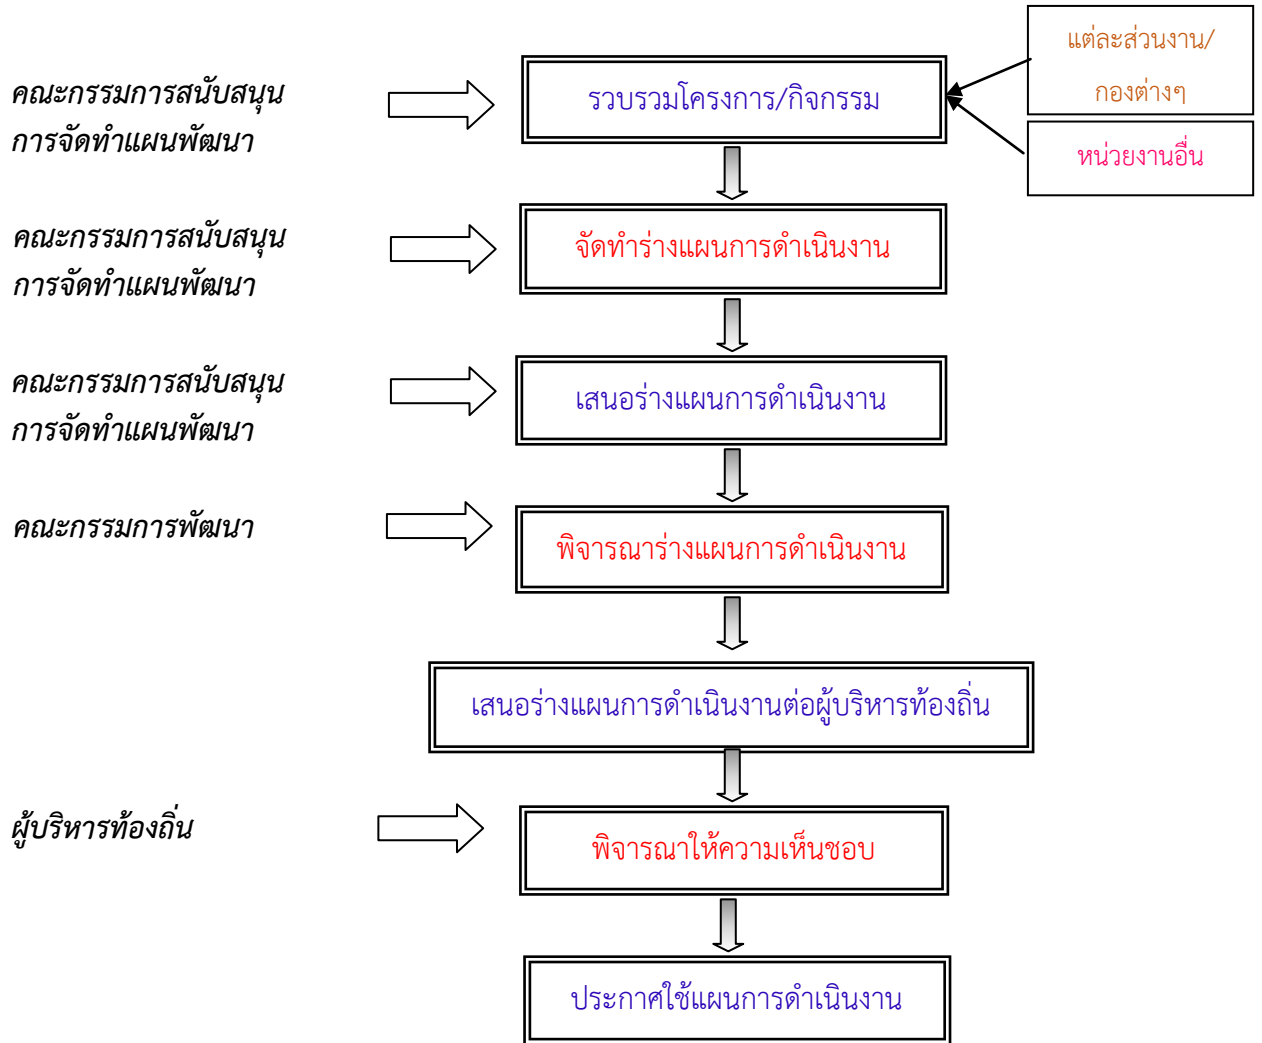 แต่ละส่วนงาน/
กองต่างๆ
คณะกรรมการสนับสนุน
การจัดทำแผนพัฒนา
รวบรวมโครงการ/กิจกรรม
หน่วยงานอื่น
คณะกรรมการสนับสนุน
การจัดทำแผนพัฒนา
จัดทำร่างแผนการดำเนินงาน
คณะกรรมการสนับสนุน
การจัดทำแผนพัฒนา
เสนอร่างแผนการดำเนินงาน
คณะกรรมการพัฒนา
พิจารณาร่างแผนการดำเนินงาน
เสนอร่างแผนการดำเนินงานต่อผู้บริหารท้องถิ่น
ผู้บริหารท้องถิ่น
พิจารณาให้ความเห็นชอบ
ประกาศใช้แผนการดำเนินงาน